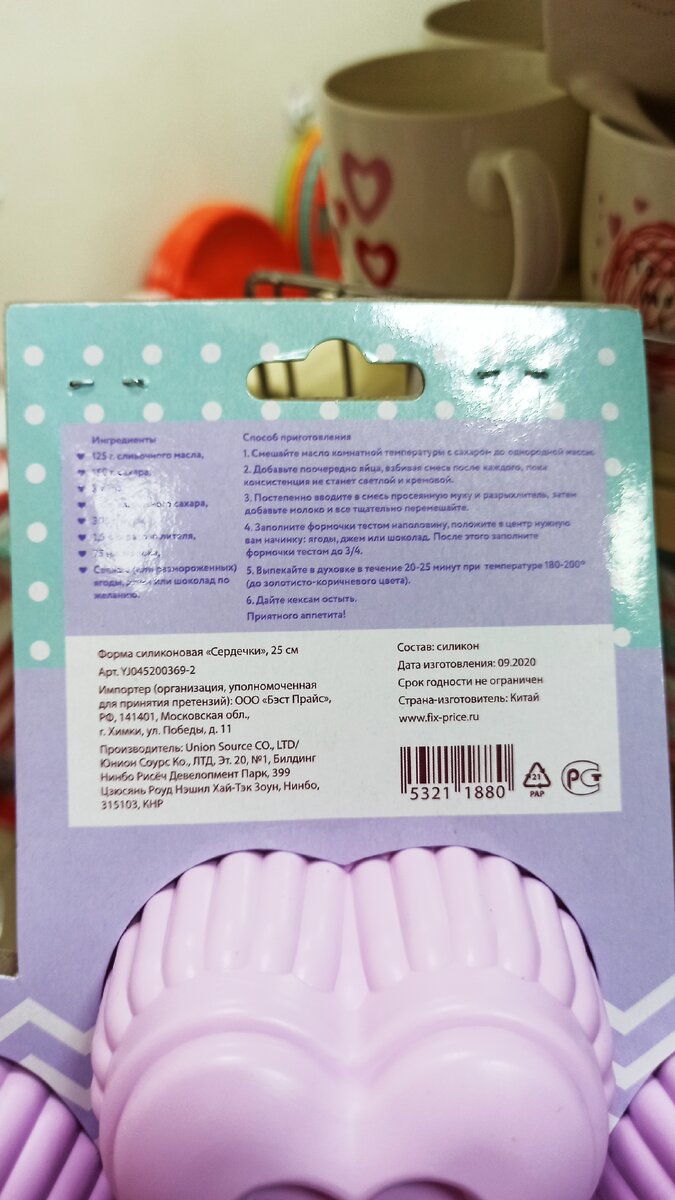 Ингредиенты
125 г. сливочного масла,
сахара,
сахара,
Свежие (или размороженных)
ягоды, джем или шоколад по
желанию.
Способ приготовления
1. Смешайте масло комнатной температуры с сахаром до однородной массы.
2. Добавьте поочередно яйца, взбивая смесь после каждого, пока
консистенция не станет светлой и кремовой.
3. Постепенно вводите в смесь просеянную муку и разрыхлитель, затем
добавьте молоко и все тщательно перемешайте.
4. Заполните формочки тестом наполовину, положите в центр нужную
вам начинку: ягоды, джем или шоколад. После этого заполните
формочки тестом до 3/4.
5. Выпекайте в духовке в течение 20-25 минут при температуре 180-200°
(до золотисто-коричневого цвета).
6. Дайте кексам остыть.
Приятного аппетита!
Форма силиконовая «Сердечки», 25 см
Арт. YJ045200369-2
Импортер (организация, уполномоченная
для принятия претензий): ООО «Бэст Прайс»,
РФ, 141401, Московская обл.,
г. Химки, ул. Победы, д. 11
Производитель: Union Source CO., LTD/
Юнион Соурс Ко., ЛТД, Эт. 20, №1, Билдинг
Нинбо Рисёч Девелопмент Парк, 399
Цзюсянь Роуд Нэшил Хай-Тэк Зоун, Нинбо,
315103, КНР
Состав: силикон
Дата изготовления: 09.2020
Срок годности не ограничен
Страна-изготовитель: Китай
www.fix-price.ru
5321 1880
21
PAP
РСТ